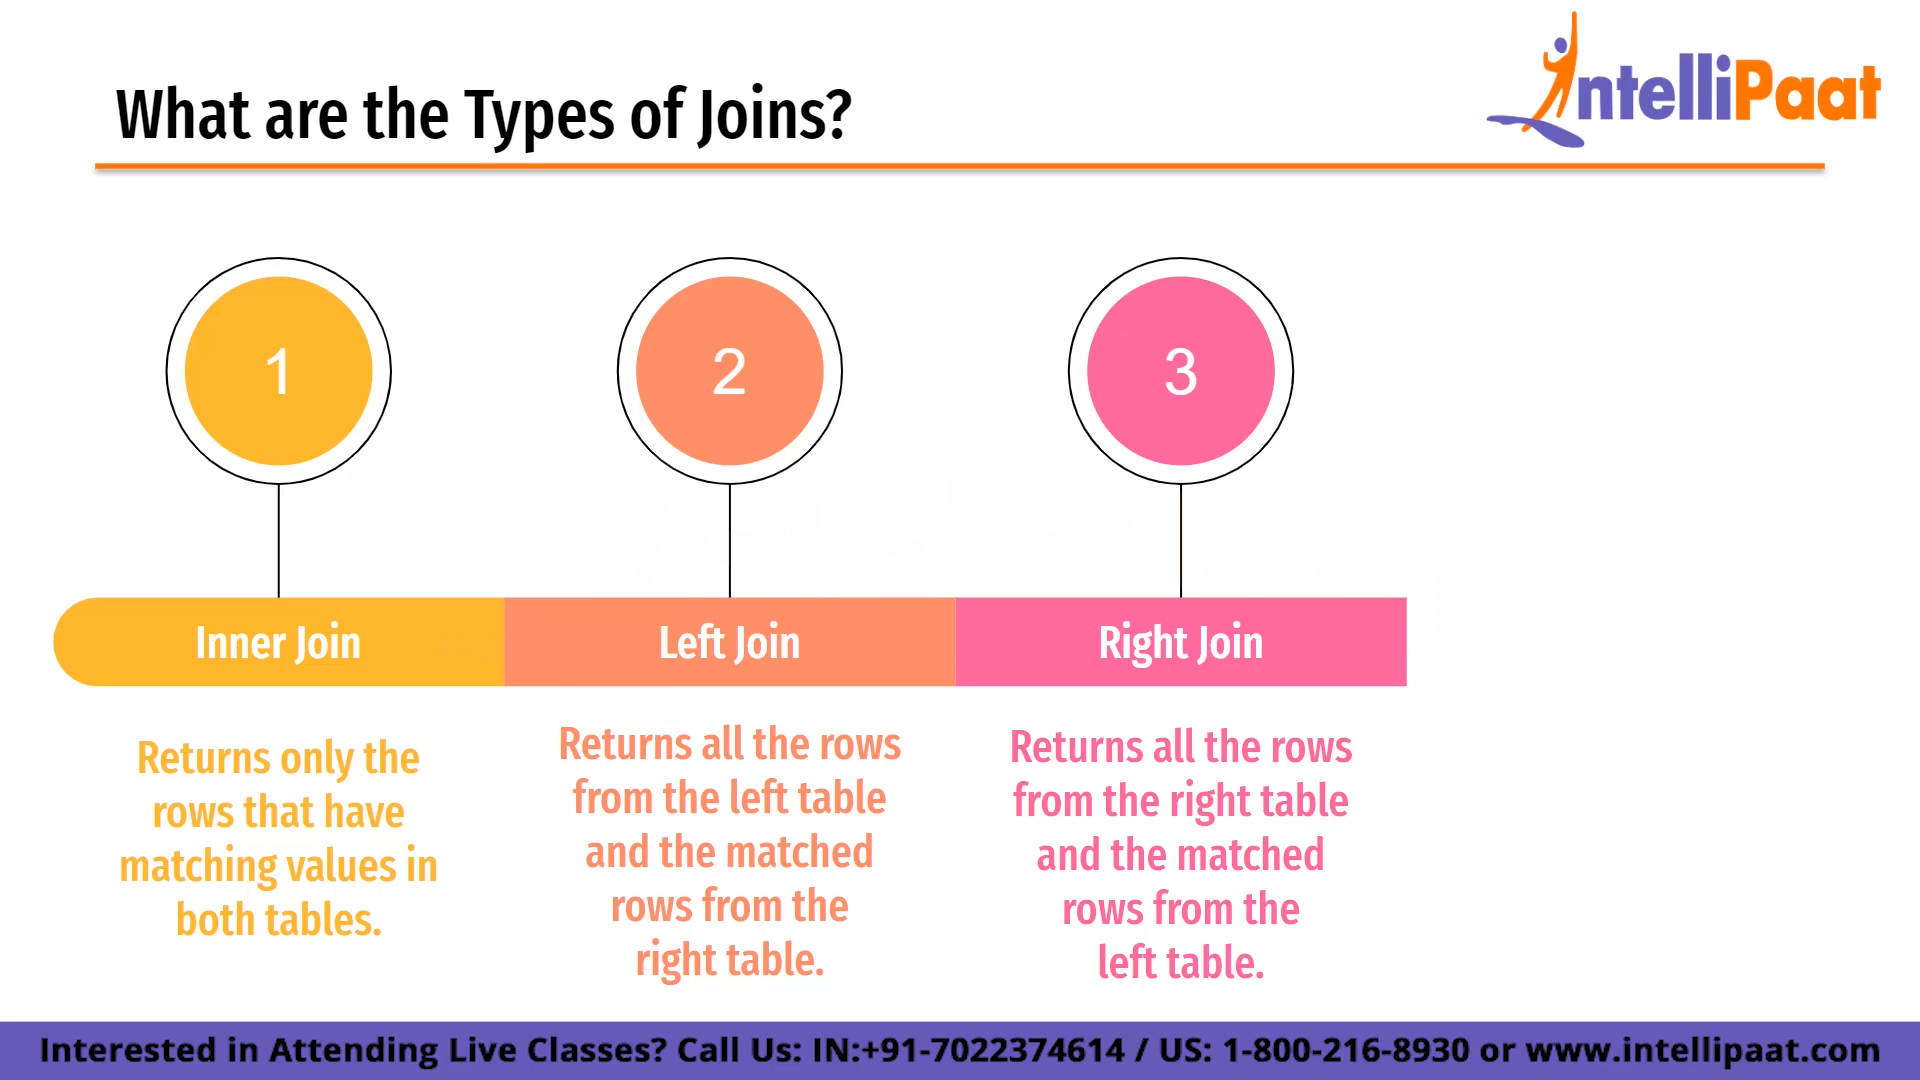 What are the Types of Joins?
IntelliPaat
1
2
3
Inner Join
Left Join
Right Join
Returns only the
rows that have
matching values in
both tables.
Returns all the rows
from the left table
and the matched
rows from the
right table.
Returns all the rows
from the right table
and the matched
rows from the
left table.
Interested in Attending Live Classes? Call Us: IN:+91-7022374614 / US: 1-800-216-8930 or www.intellipaat.com